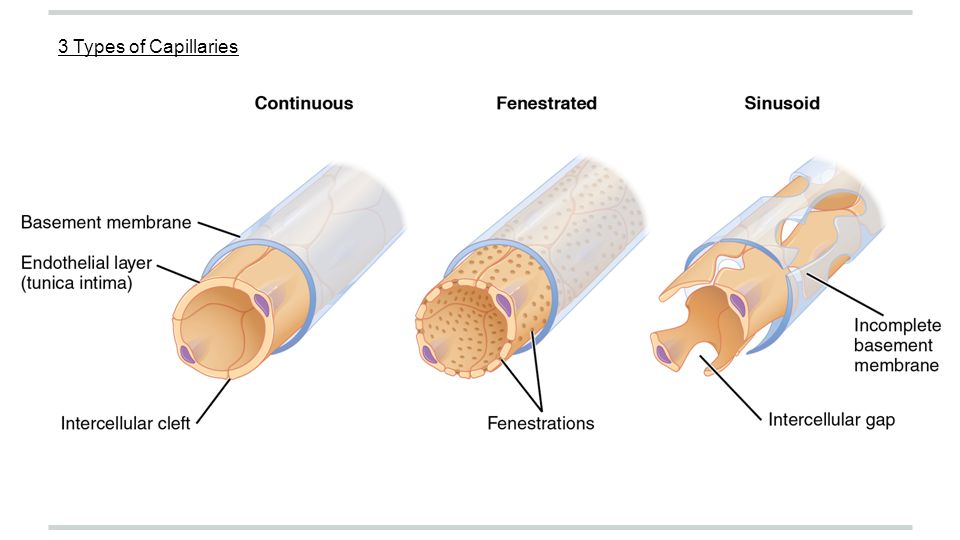 3 Types of Capillaries
Continuous
Fenestrated
Sinusoid
Basement membrane
Endothelial layer
(tunica intima)
Incomplete
basement
membrane
Intercellular cleft
Fenestrations
Intercellular gap